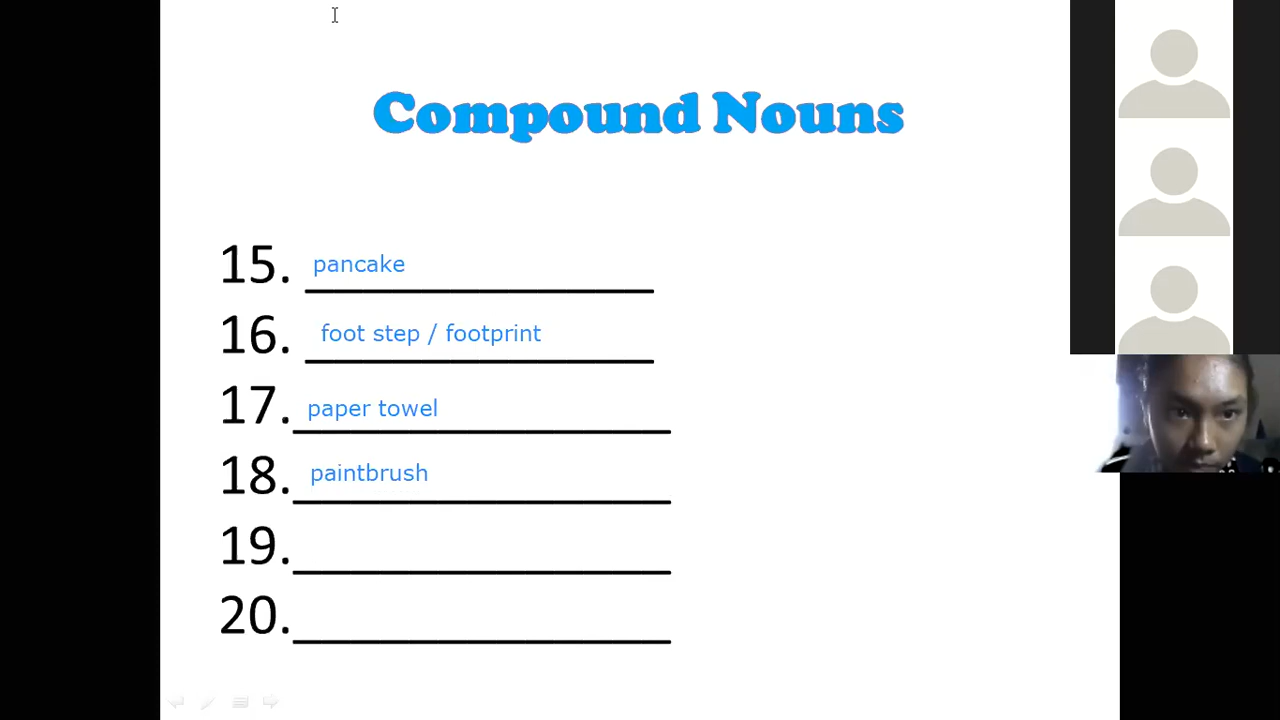 Compound Nouns
15. pancake
16. foot step / footprint
17. paper towel
18. paintbrush
19.
20.